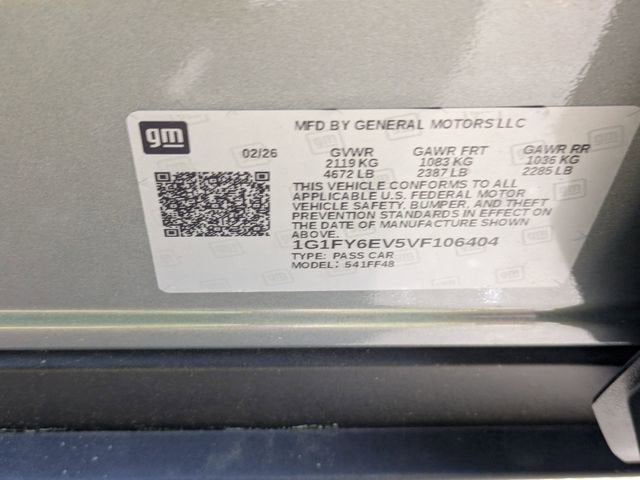 gm
MFD BY GENERAL MOTORS LLC
02/26 GVWR GAWR FRT GAWR RR
2119 KG 1083 KG 1036 KG
4672 LB 2387 LB 2285 LB
THIS VEHICLE CONFORMS TO ALL
APPLICABLE U.S. FEDERAL MOTOR
VEHICLE SAFETY, BUMPER, AND THEFT
PREVENTION STANDARDS IN EFFECT ON
THE DATE OF MANUFACTURE SHOWN
ABOVE.
1G1FY6EV5VF106404
TYPE: PASS CAR
MODEL: 541FF48